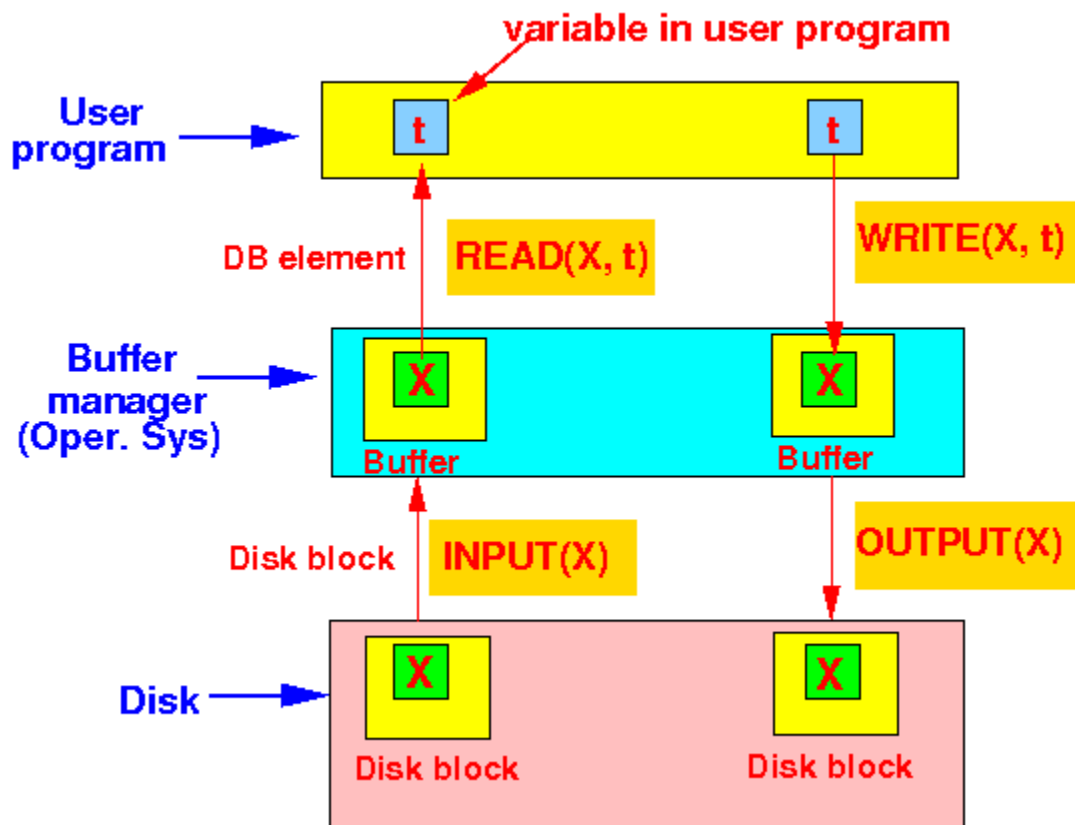 variable in user program
User
program
t
t
DB element
READ(X, t)
WRITE(X, t)
Buffer
manager
(Oper. Sys)
X
X
Buffer
Buffer
Disk block
INPUT(X)
OUTPUT(X)
Disk
X
X
Disk block
Disk block